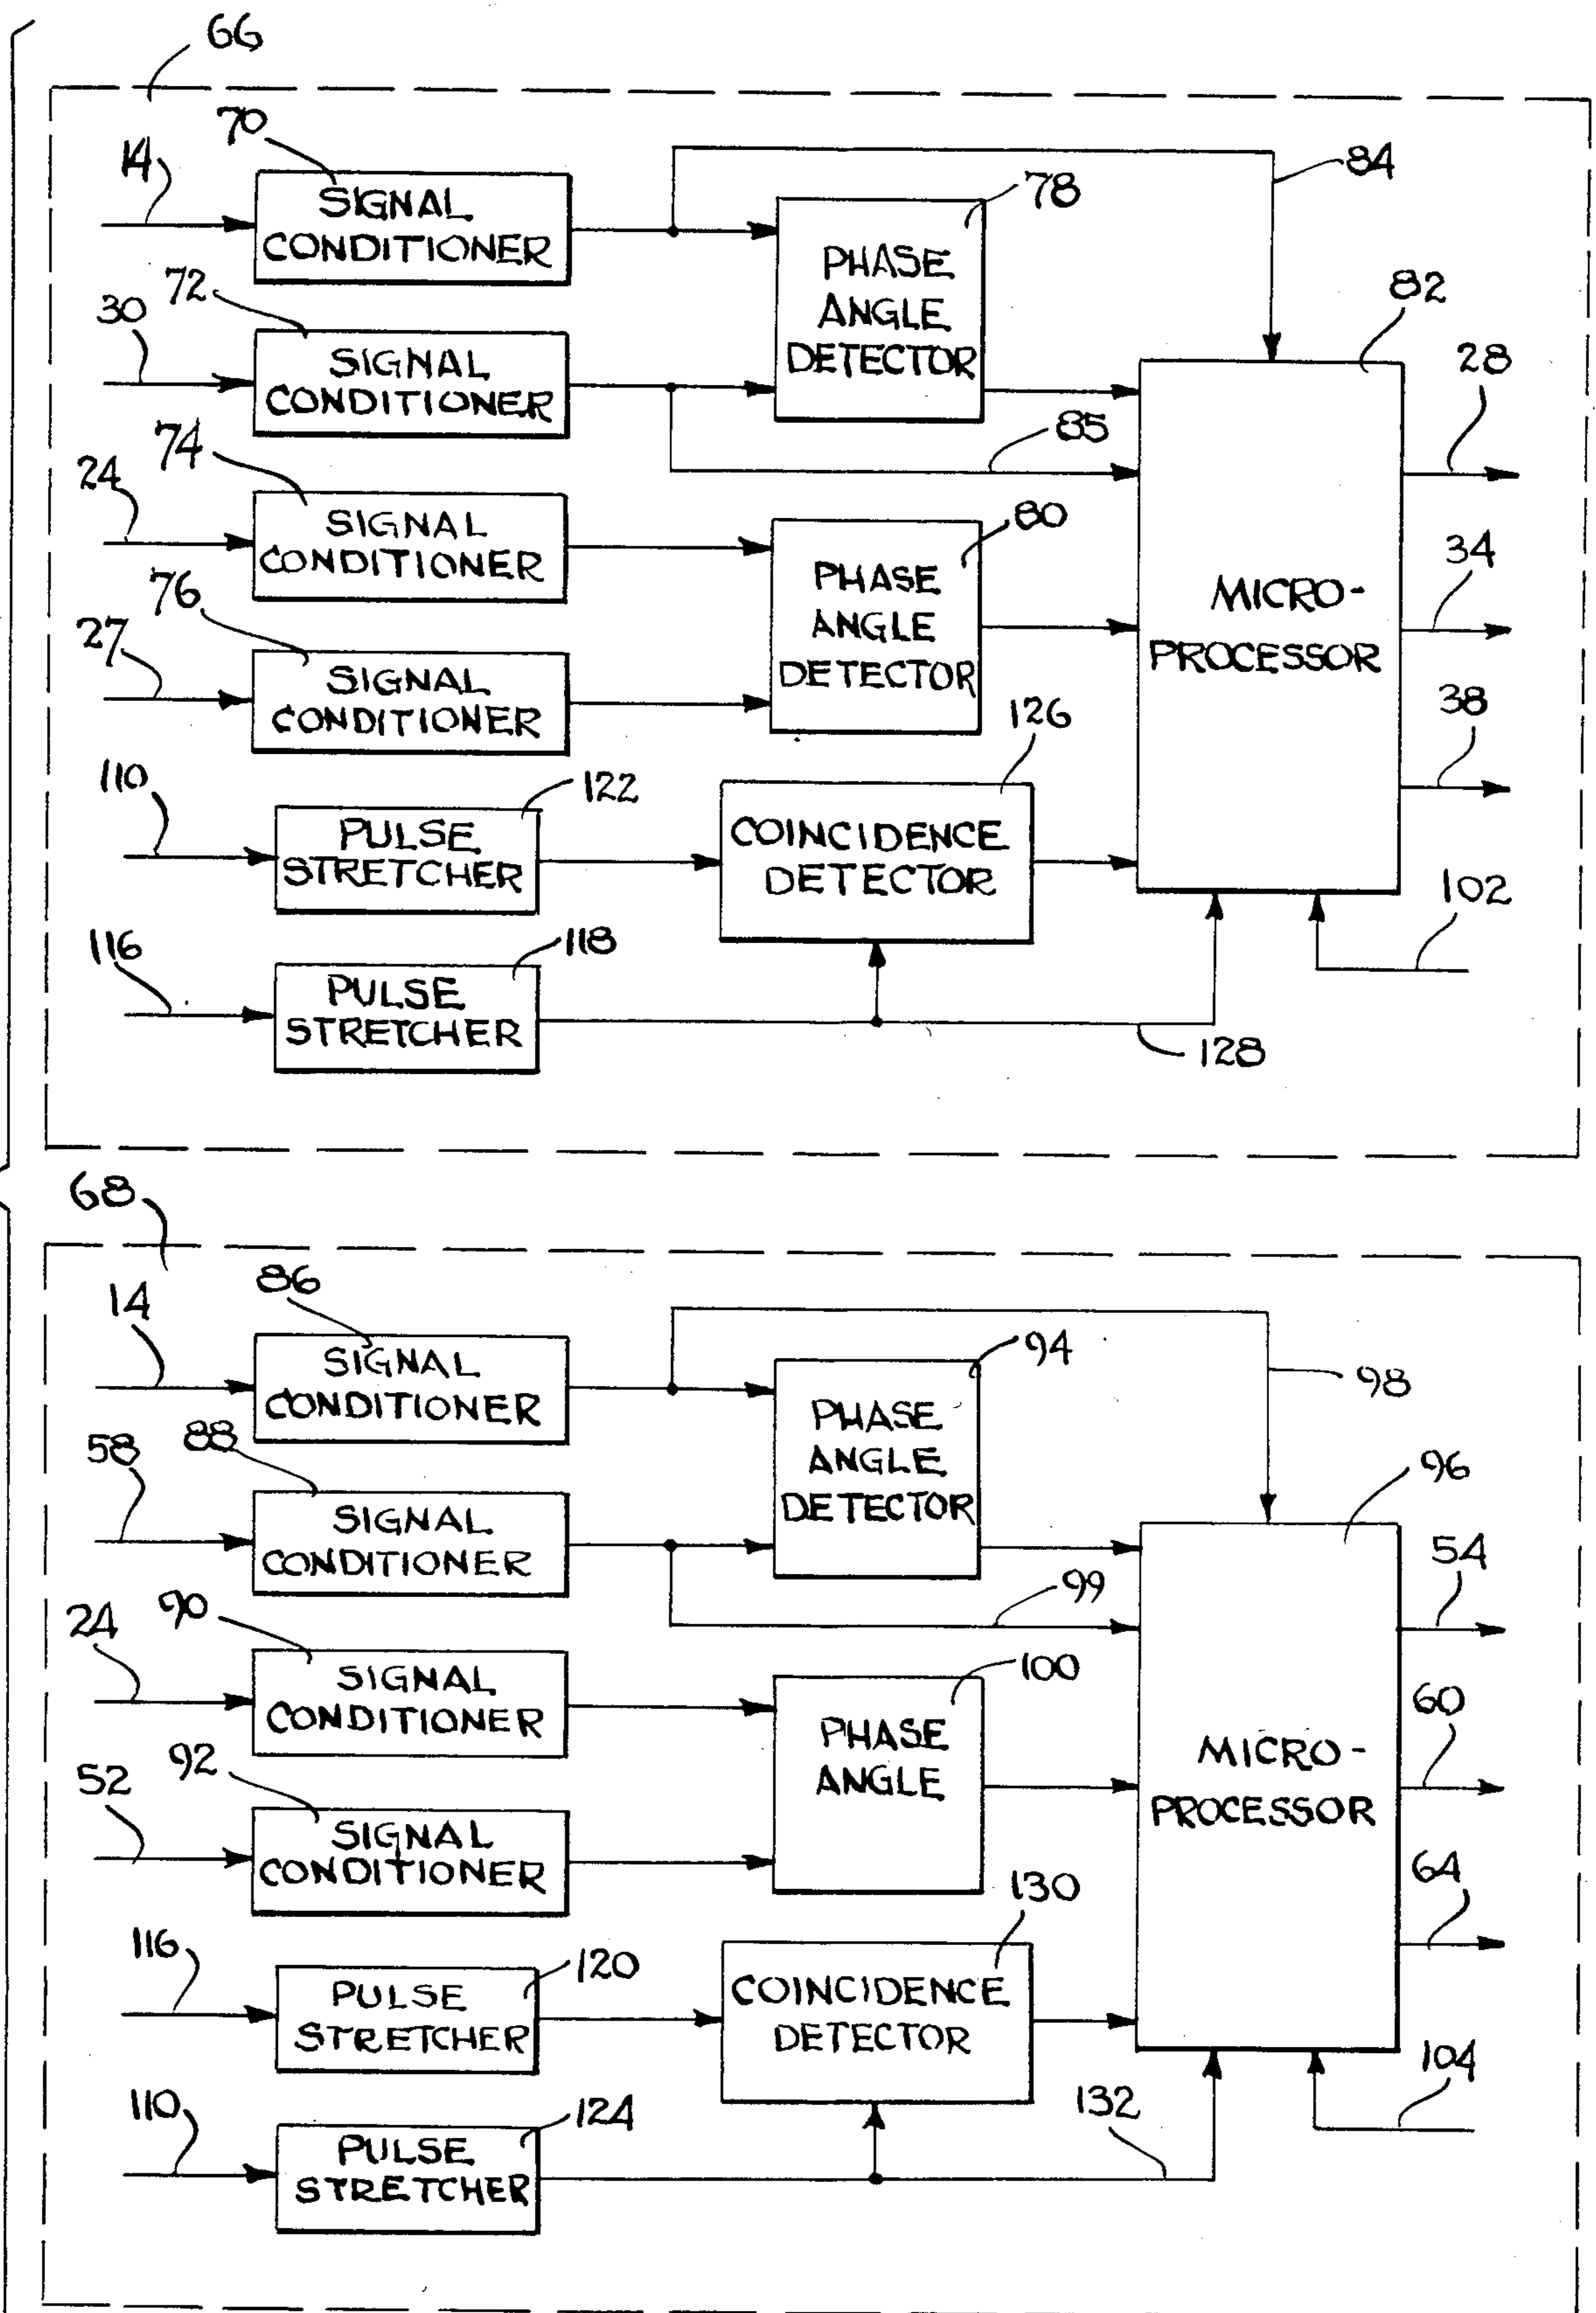 66
70
14
SIGNAL
CONDITIONER
84
78
PHASE
ANGLE
DETECTOR
72
30
SIGNAL
CONDITIONER
82
28
85
74
24
SIGNAL
CONDITIONER
80
PHASE
ANGLE
DETECTOR
MICRO-
PROCESSOR
34
76
27
SIGNAL
CONDITIONER
38
126
110
122
PULSE
STRETCHER
COINCIDENCE
DETECTOR
102
116
118
PULSE
STRETCHER
128
68
14
86
SIGNAL
CONDITIONER
94
98
PHASE
ANGLE
DETECTOR
58
88
SIGNAL
CONDITIONER
96
54
99
24
90
SIGNAL
CONDITIONER
100
PHASE
ANGLE
MICRO-
PROCESSOR
60
52
92
SIGNAL
CONDITIONER
64
130
116
120
PULSE
STRETCHER
COINCIDENCE
DETECTOR
104
110
124
PULSE
STRETCHER
132